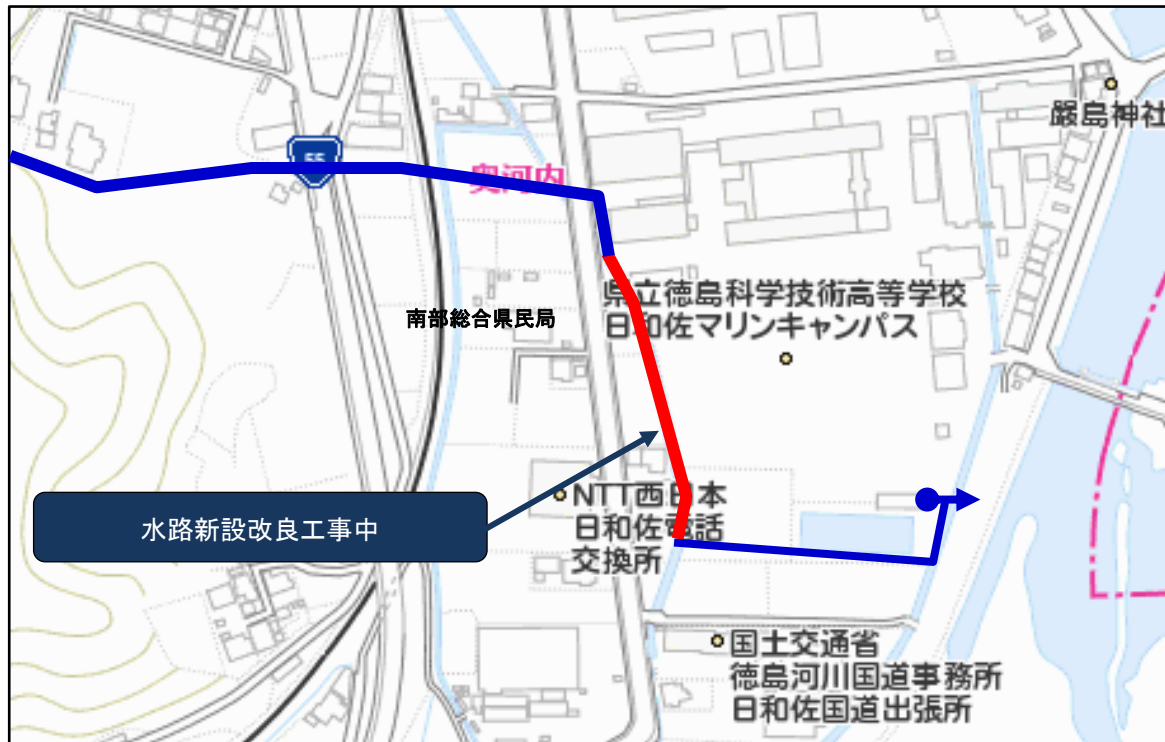 嚴島神社
55
奥河内
県立徳島科学技術高等学校
日和佐マリンキャンパス
南部総合県民局
NTT西日本
日和佐電話
交換所
水路新設改良工事中
国土交通省
徳島河川国道事務所
日和佐国道出張所